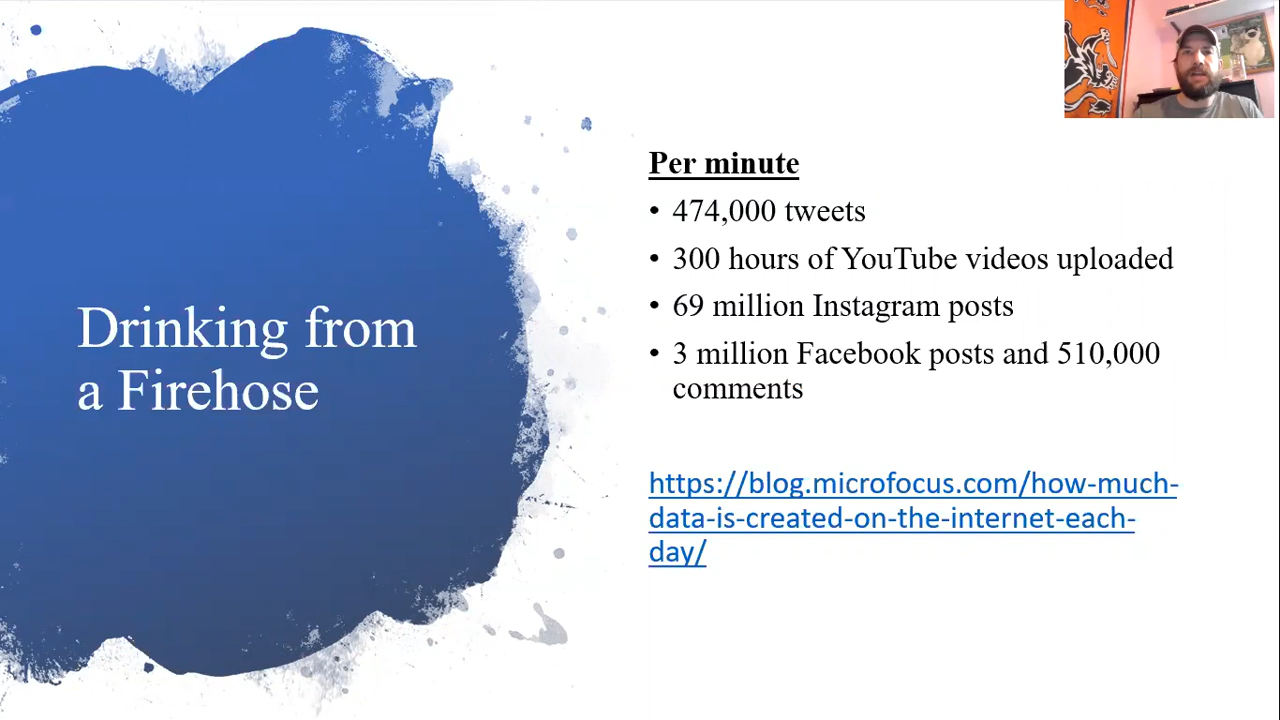 Drinking from
a Firehose
Per minute
• 474,000 tweets
• 300 hours of YouTube videos uploaded
• 69 million Instagram posts
• 3 million Facebook posts and 510,000
comments
https://blog.microfocus.com/how-much-
data-is-created-on-the-internet-each-
day/